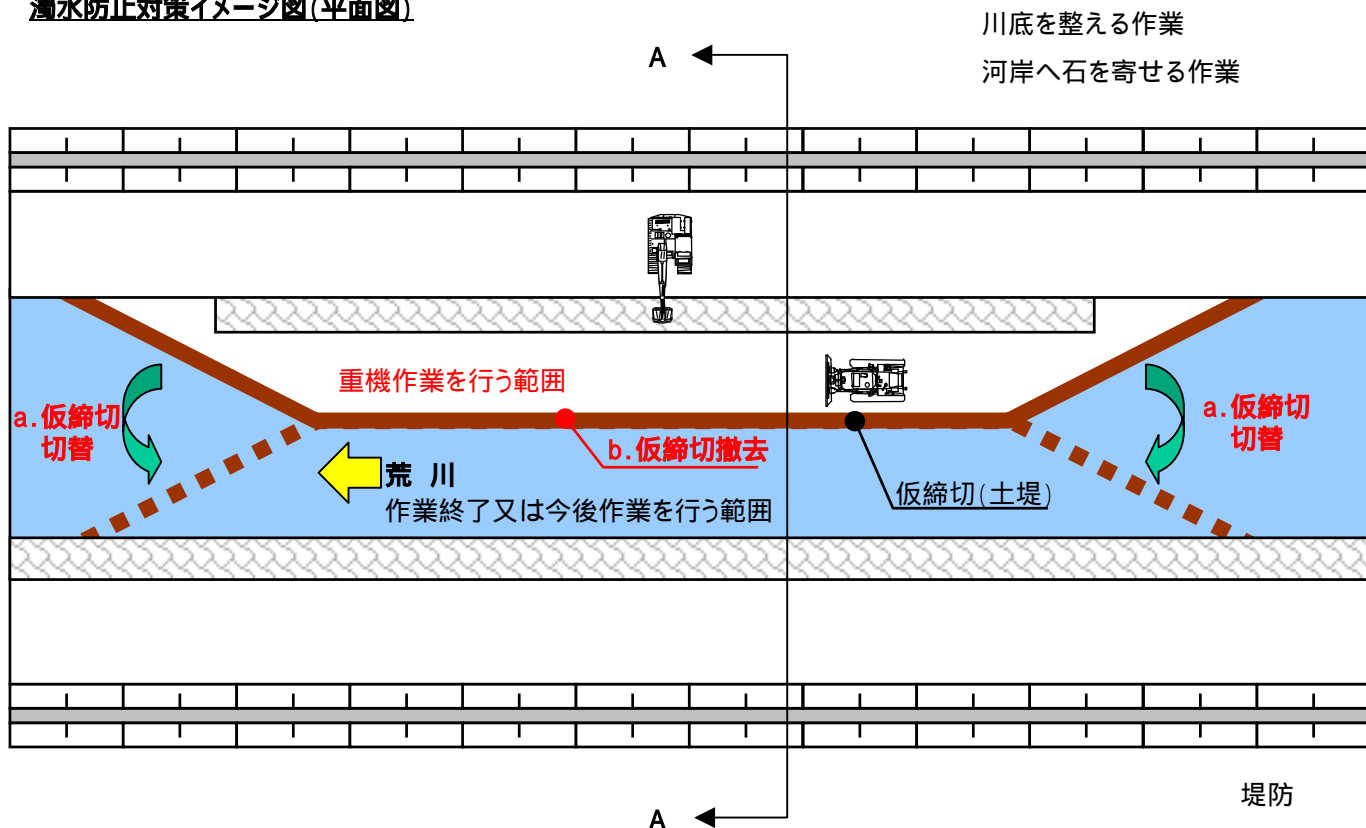 濁水防止対策イメージ図(平面図)
川底を整える作業
河岸へ石を寄せる作業
A
重機作業を行う範囲
a.仮締切
切替
a.仮締切
切替
b.仮締切撤去
荒 川
作業終了又は今後作業を行う範囲
仮締切(土堤)
堤防
A